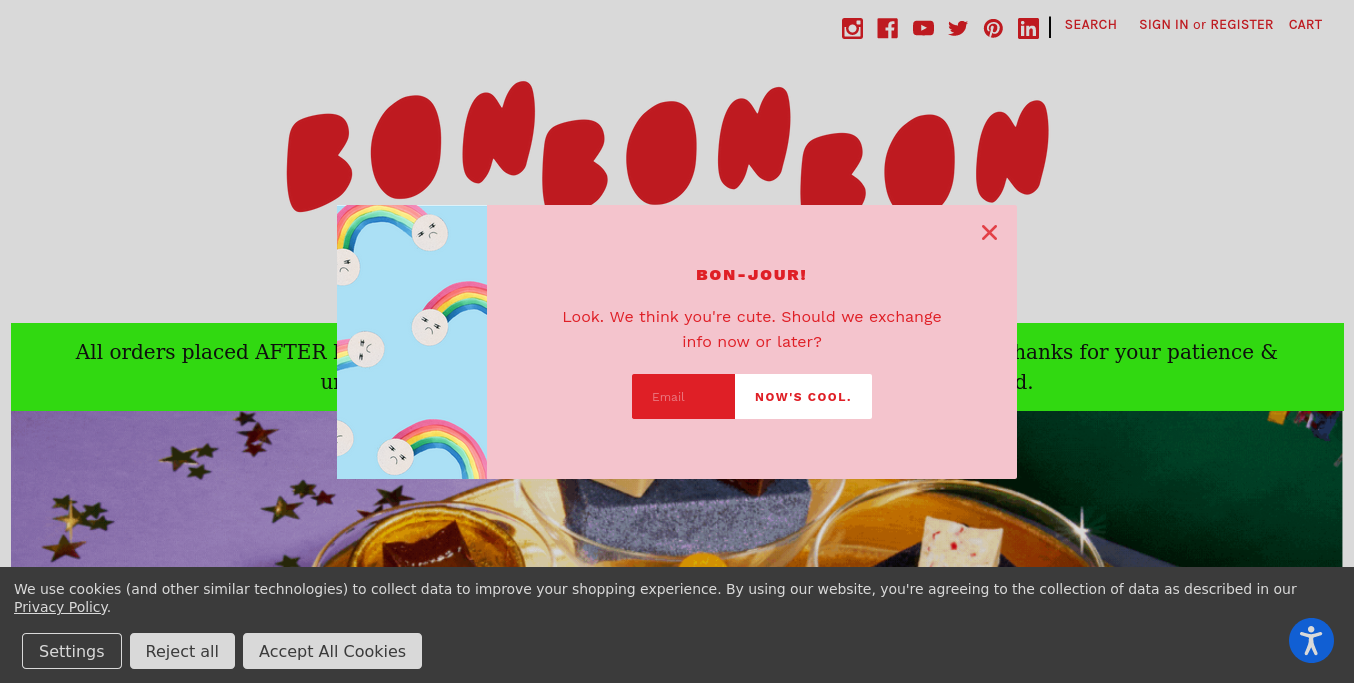 SEARCH
SIGN IN or REGISTER
CART
BONBONBON
BON-JOUR!
Look. We think you're cute. Should we exchange
info now or later?
Email
NOW'S COOL.
All orders placed AFTER
for your patience &
We use cookies (and other similar technologies) to collect data to improve your shopping experience. By using our website, you're agreeing to the collection of data as described in our
Privacy Policy.
Settings
Reject all
Accept All Cookies